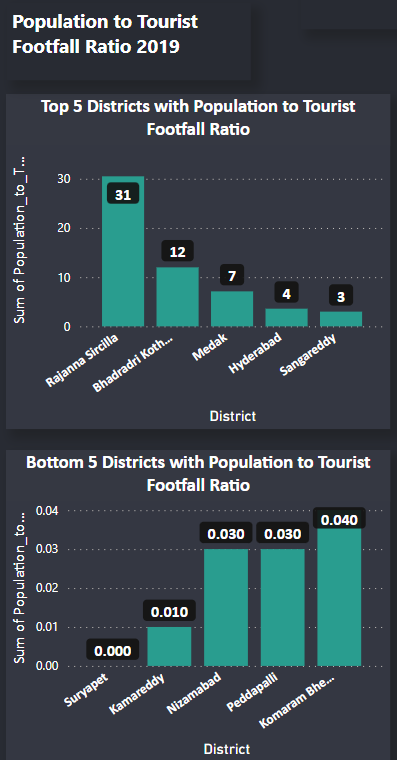 Population to Tourist
Footfall Ratio 2019
Top 5 Districts with Population to Tourist
Footfall Ratio
Sum of Population_to_T...
30
20
10
0
31
12
7
4
3
Rajanna Sircilla
Bhadradri Koth...
Medak
Hyderabad
Sangareddy
District
Bottom 5 Districts with Population to Tourist
Footfall Ratio
Sum of Population_to...
0.04
0.03
0.02
0.01
0.00
0.000
0.010
0.030
0.030
0.040
Suryapet
Kamareddy
Nizamabad
Peddapalli
Komaram Bhe...
District